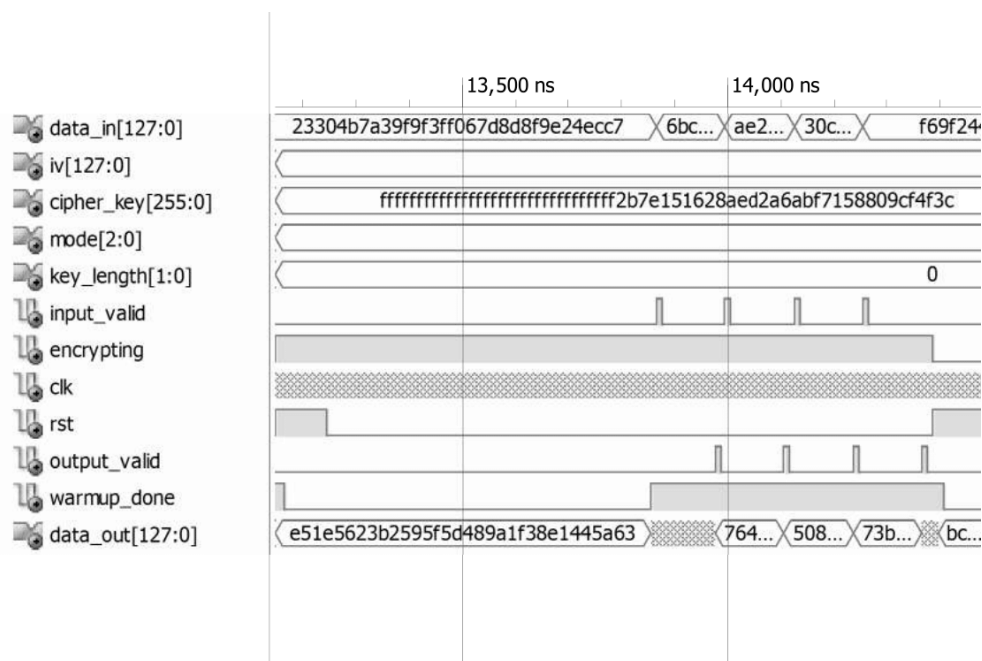 13,500 ns 14,000 ns
data_in[127:0] 23304b7a39f9f3ff067d8d8f9e24ecc7 6bc... ae2... 30c... f69f244
iv[127:0]
cipher_key[255:0] ffffffffffffffffffffffffffffffff2b7e151628aed2a6abf7158809cf4f3c
mode[2:0]
key_length[1:0] 0
input_valid
encrypting
clk
rst
output_valid
warmup_done
data_out[127:0] e51e5623b2595f5d489a1f38e1445a63 764... 508... 73b... bc...